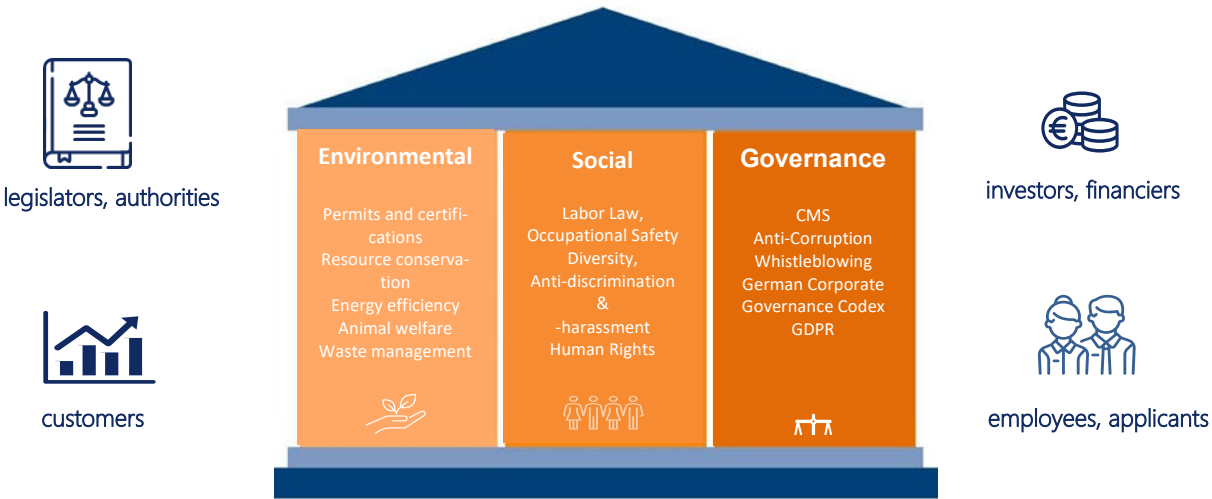 legislators, authorities
customers
Environmental
Permits and certifi-
cations
Resource conserva-
tion
Energy efficiency
Animal welfare
Waste management
Social
Labor Law,
Occupational Safety
Diversity,
Anti-discrimination
&
-harassment
Human Rights
Governance
CMS
Anti-Corruption
Whistleblowing
German Corporate
Governance Codex
GDPR
€
investors, financiers
employees, applicants